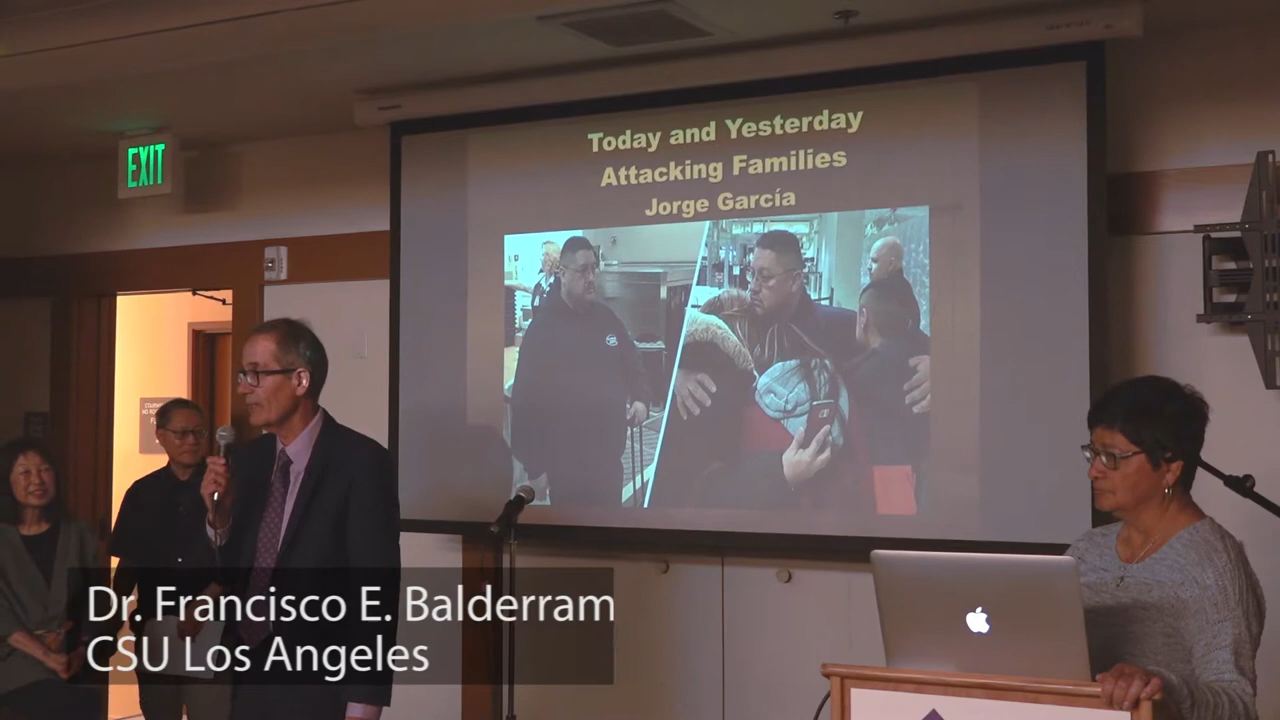 EXIT
Today and Yesterday
Attacking Families
Jorge García
Dr. Francisco E. Balderram
CSU Los Angeles